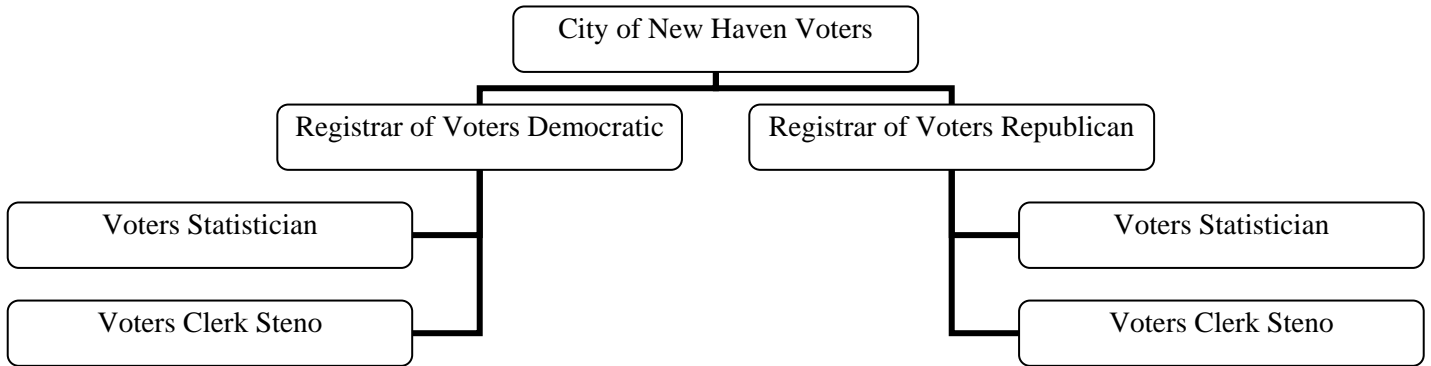 City of New Haven Voters
Registrar of Voters Democratic
Registrar of Voters Republican
Voters Statistician
Voters Statistician
Voters Clerk Steno
Voters Clerk Steno